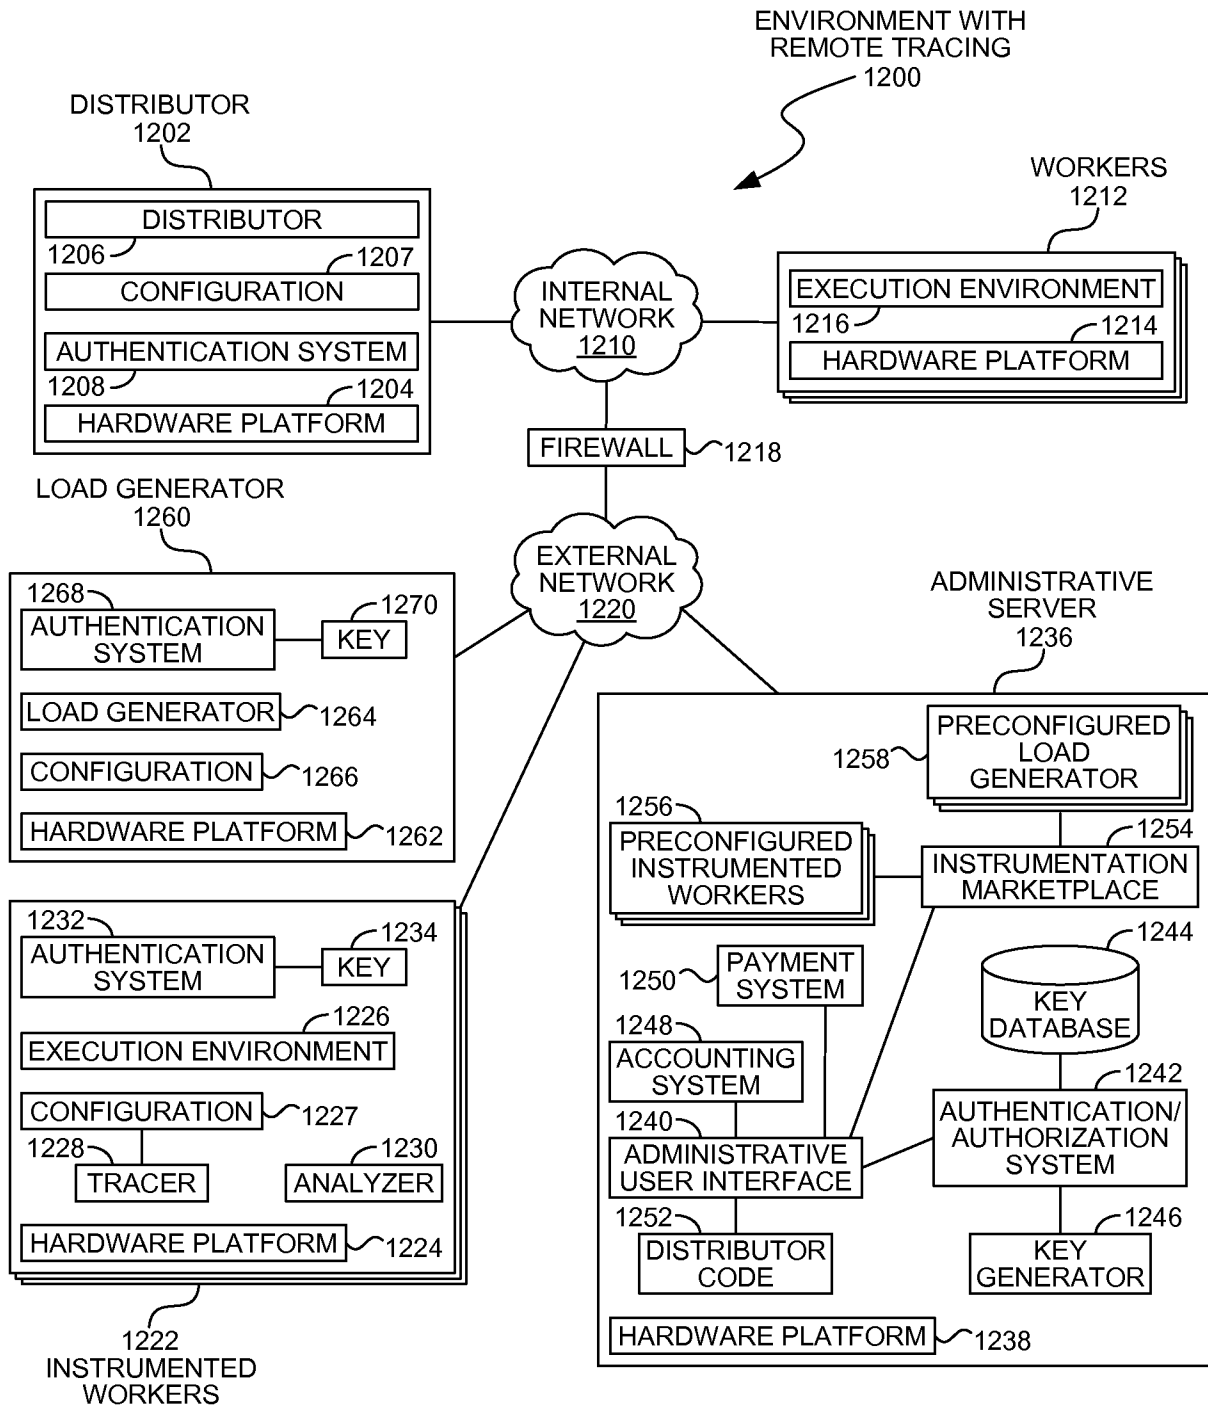 ENVIRONMENT WITH
REMOTE TRACING
1200
DISTRIBUTOR
1202
DISTRIBUTOR
1206
1207
CONFIGURATION
AUTHENTICATION SYSTEM
1208
1204
HARDWARE PLATFORM
INTERNAL
NETWORK
1210
WORKERS
1212
EXECUTION ENVIRONMENT
1216
1214
HARDWARE PLATFORM
FIREWALL
1218
EXTERNAL
NETWORK
1220
LOAD GENERATOR
1260
1268
AUTHENTICATION
SYSTEM
1270
KEY
LOAD GENERATOR
1264
CONFIGURATION
1266
HARDWARE PLATFORM
1262
1232
AUTHENTICATION
SYSTEM
1234
KEY
1226
EXECUTION ENVIRONMENT
CONFIGURATION
1227
1228
TRACER
1230
ANALYZER
HARDWARE PLATFORM
1224
1222
INSTRUMENTED
WORKERS
ADMINISTRATIVE
SERVER
1236
1258
PRECONFIGURED
LOAD
GENERATOR
1256
PRECONFIGURED
INSTRUMENTED
WORKERS
1254
INSTRUMENTATION
MARKETPLACE
1250
PAYMENT
SYSTEM
1244
KEY
DATABASE
1248
ACCOUNTING
SYSTEM
1242
AUTHENTICATION/
AUTHORIZATION
SYSTEM
1240
ADMINISTRATIVE
USER INTERFACE
1252
DISTRIBUTOR
CODE
1246
KEY
GENERATOR
HARDWARE PLATFORM
1238